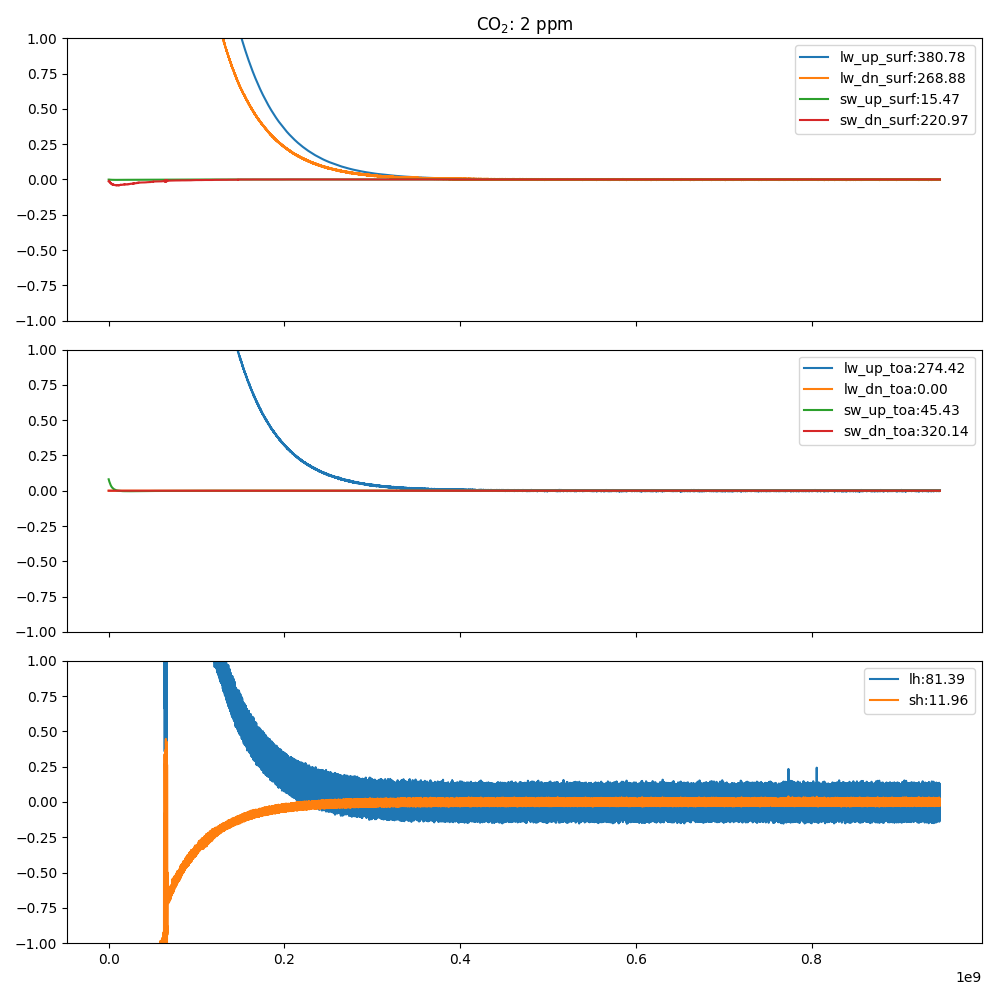 CO₂: 2 ppm
1.00
0.75
0.50
0.25
0.00
−0.25
−0.50
−0.75
−1.00
lw_up_surf:380.78
lw_dn_surf:268.88
sw_up_surf:15.47
sw_dn_surf:220.97
1.00
0.75
0.50
0.25
0.00
−0.25
−0.50
−0.75
−1.00
lw_up_toa:274.42
lw_dn_toa:0.00
sw_up_toa:45.43
sw_dn_toa:320.14
1.00
0.75
0.50
0.25
0.00
−0.25
−0.50
−0.75
−1.00
lh:81.39
sh:11.96
0.0 0.2 0.4 0.6 0.8
1e9